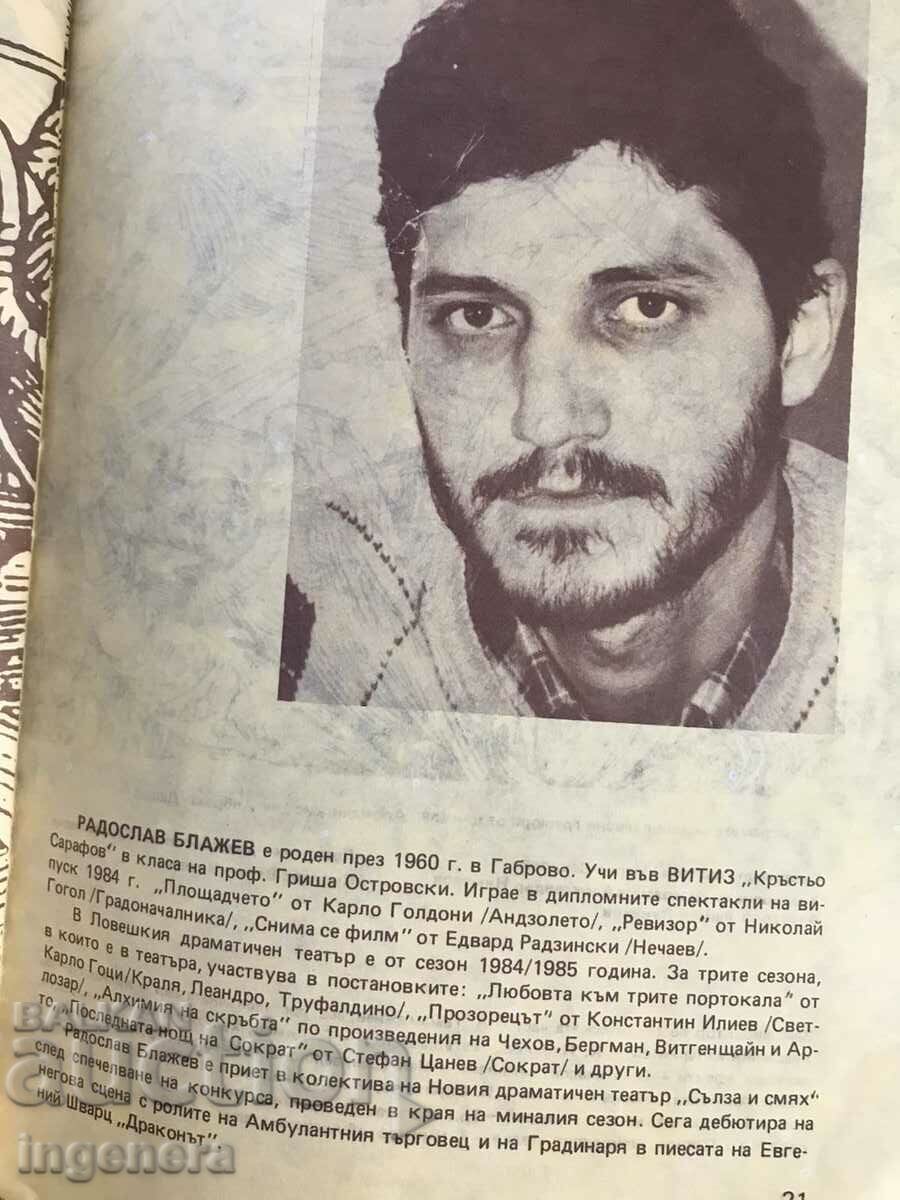 РАДОСЛАВ БЛАЖЕВ е роден през 1960 г. в Габрово. Учи във ВИТИЗ „Кръстьо
Сарафов" в класа на проф. Гриша Островски. Играе в дипломните спектакли на ви-
пуск 1984 г. „Площадчето" от Карло Голдони /Андзолето/, „Ревизор" от Николай
Гогол /Градоначалника/, „Снима се филм" от Едвард Радзински /Нечаев/.
В Ловешкия драматичен театър е от сезон 1984/1985 година. За трите сезона,
в които е в театъра, участвува в постановките: „Любовта към трите портокала" от
Карло Гоци/Краля, Леандро, Труфалдино/, „Прозорецът" от Константин Илиев /Свет-
лозар/, „Алхимия на скръбта" по произведения на Чехов, Бергман, Витгенщайн и Ар-
то, „Последната нощ на Сократ" от Стефан Цанев /Сократ/ и други.
Радослав Блажев е приет в колектива на Новия драматичен театър „Сълза и смях"
след спечелване на конкурса, проведен в края на миналия сезон. Сега дебютира на
негова сцена с ролите на Амбулантния търговец и на Градинаря в пиесата на Евге-
ний Шварц „Драконът".
21
BALKAN
auction
ingenera